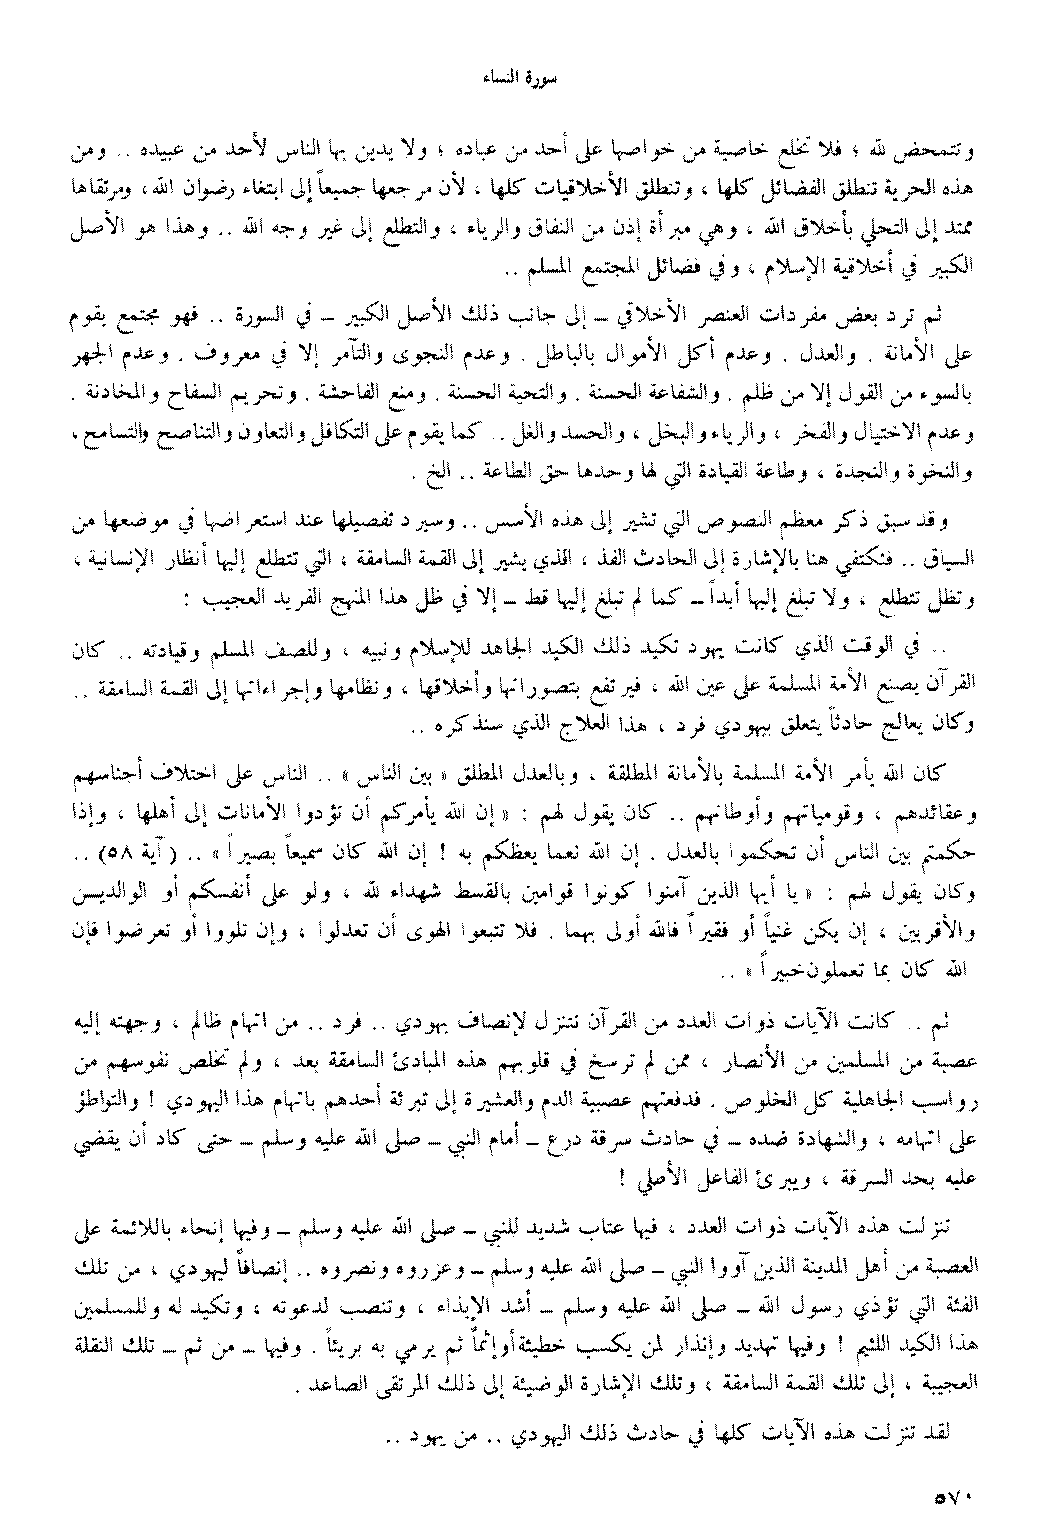 سورة النساء
وتتمحض لله ؛ فلا تخلع خاصية من خواصها على أحد من عباده ؛ ولا يدين بها الناس لأحد من عبيده .. ومن
هذه الحرية تنطلق الفضائل كلها ، وتنطلق الأخلاقيات كلها ، لأن مرجعها جميعاً إلى ابتغاء رضوان الله، ومرتقاها
ممتد إلى التحلي بأخلاق الله ، وهي مبرأة إذن من النفاق والرياء ، والتطلع إلى غير وجه الله .. وهذا هو الأصل
الكبير في أخلاقية الإسلام ، وفي فضائل المجتمع المسلم ..
ثم ترد بعض مفردات العنصر الأخلاقي – إلى جانب ذلك الأصل الكبير – في السورة .. فهو مجتمع يقوم
على الأمانة . والعدل . وعدم أكل الأموال بالباطل . وعدم النجوى والتآمر إلا في معروف . وعدم الجهر
بالسوء من القول إلا من ظلم . والشفاعة الحسنة . والتحية الحسنة . ومنع الفاحشة . وتحريم السفاح والمخادنة .
وعدم الاختيال والفخر ، والرياء والبخل ، والحسد والغل .. كما يقوم على التكافل والتعاون والتناصح والتسامح،
والنخوة والنجدة ، وطاعة القيادة التي لها وحدها حق الطاعة .. الخ .
وقد سبق ذكر معظم النصوص التي تشير إلى هذه الأسس .. وسيرد تفصيلها عند استعراضها في موضعها من
السياق .. فنكتفي هنا بالإشارة إلى الحادث الفذ ، الذي يشير إلى القمة السامقة ، التي تتطلع إليها أنظار الإنسانية ،
وتظل تتطلع ، ولا تبلغ إليها أبداً – كما لم تبلغ إليها قط – إلا في ظل هذا المنهج الفريد العجيب :
.. في الوقت الذي كانت يهود تكيد ذلك الكيد الجاهد للإسلام ونبيه ، وللصف المسلم وقيادته .. كان
القرآن يصنع الأمة المسلمة على عين الله ، فيرتفع بتصوراتها وأخلاقها ، ونظامها وإجراءاتها إلى القمة السامقة ..
وكان يعالج حادثاً يتعلق بيهودي فرد ، هذا العلاج الذي سنذكره ..
كان الله يأمر الأمة المسلمة بالأمانة المطلقة ، وبالعدل المطلق « بين الناس » .. الناس على اختلاف أجناسهم
وعقائدهم ، وقومياتهم وأوطانهم .. كان يقول لهم : « إن الله يأمركم أن تؤدوا الأمانات إلى أهلها ، وإذا
حكمتم بين الناس أن تحكموا بالعدل . إن الله نعما يعظكم به ! إن الله كان سميعاً بصيراً » .. ( آية ٥٨) ..
وكان يقول لهم : « يا أيها الذين آمنوا كونوا قوامين بالقسط شهداء لله ، ولو على أنفسكم أو الوالديـن
والأقربين ، إن يكن غنياً أو فقيراً فالله أولى بهما . فلا تتبعوا الهوى أن تعدلوا ، وإن تلووا أو تعرضوا فإن
الله كان بما تعملون خبيراً » ..
ثم .. كانت الآيات ذوات العدد من القرآن تتنزل لإنصاف يهودي .. فرد .. من اتهام ظالم ، وجهته إليه
عصبة من المسلمين من الأنصار ، ممن لم ترسخ في قلوبهم هذه المبادئ السامقة بعد ، ولم تخلص نفوسهم من
رواسب الجاهلية كل الخلوص . فدفعتهم عصبية الدم والعشيرة إلى تبرئة أحدهم باتهام هذا اليهودي ! والتواطؤ
على اتهامه ، والشهادة ضده – في حادث سرقة درع – أمام النبي – صلى الله عليه وسلم – حتى كاد أن يقضي
عليه بحد السرقة ، ويبرئ الفاعل الأصلي !
تنزلت هذه الآيات ذوات العدد ، فيها عتاب شديد للنبي – صلى الله عليه وسلم – وفيها إنحاء باللائمة على
العصبة من أهل المدينة الذين آووا النبي – صلى الله عليه وسلم – وعزروه ونصروه .. إنصافاً ليهودي ، من تلك
الفئة التي تؤذي رسول الله – صلى الله عليه وسلم – أشد الإيذاء ، وتنصب لدعوته ، وتكيد له وللمسلمين
هذا الكيد اللئيم ! وفيها تهديد وإنذار لمن يكسب خطيئة أو إثماً ثم يرمي به بريئاً . وفيها – من ثم – تلك النقلة
العجيبة ، إلى تلك القمة السامقة ، وتلك الإشارة الوضيئة إلى ذلك المرتقى الصاعد .
لقد تنزلت هذه الآيات كلها في حادث ذلك اليهودي .. من يهود ..
٥٧٠